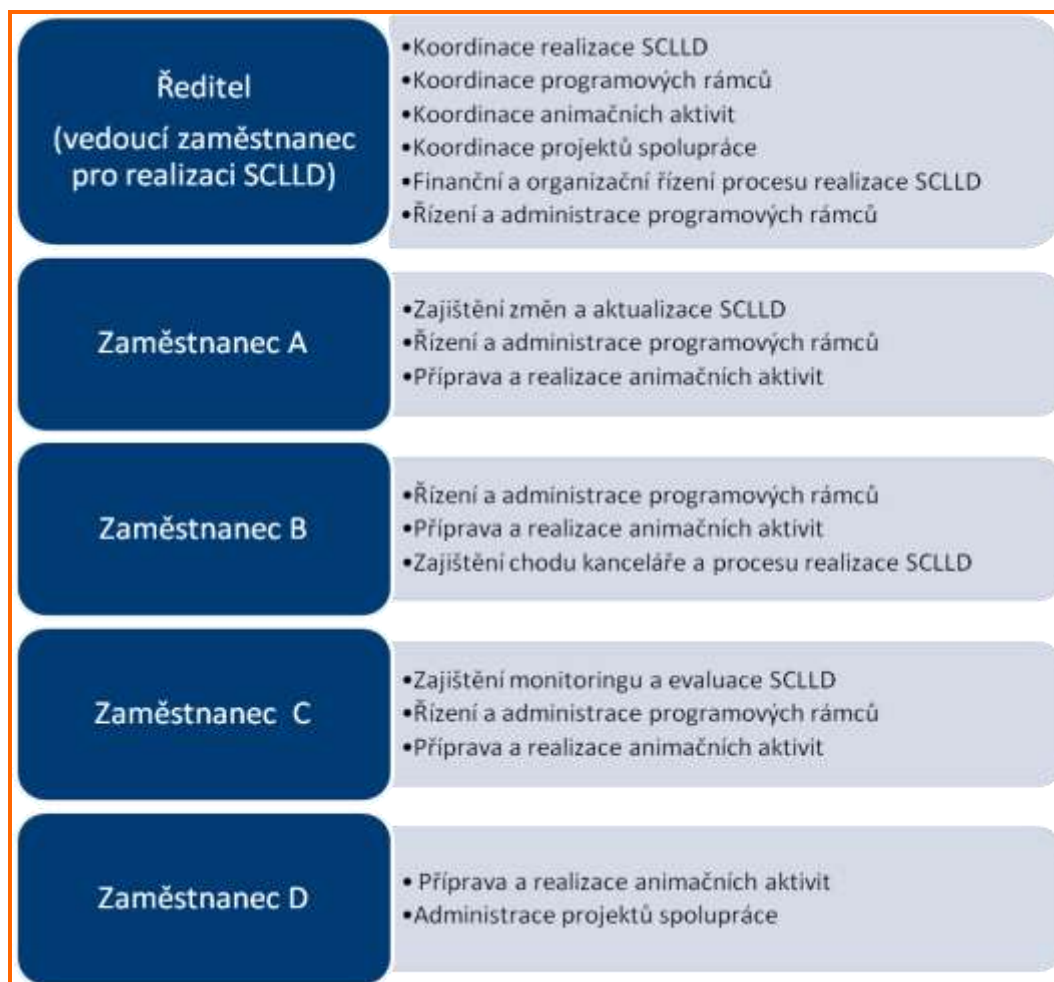 Ředitel
(vedoucí zaměstnanec
pro realizaci SCLLD)
•Koordinace realizace SCLLD
•Koordinace programových rámců
•Koordinace animačních aktivit
•Koordinace projektů spolupráce
•Finanční a organizační řízení procesu realizace SCLLD
•Řízení a administrace programových rámců
Zaměstnanec A
•Zajištění změn a aktualizace SCLLD
•Řízení a administrace programových rámců
•Příprava a realizace animačních aktivit
Zaměstnanec B
•Řízení a administrace programových rámců
•Příprava a realizace animačních aktivit
•Zajištění chodu kanceláře a procesu realizace SCLLD
Zaměstnanec C
•Zajištění monitoringu a evaluace SCLLD
•Řízení a administrace programových rámců
•Příprava a realizace animačních aktivit
Zaměstnanec D
• Příprava a realizace animačních aktivit
•Administrace projektů spolupráce